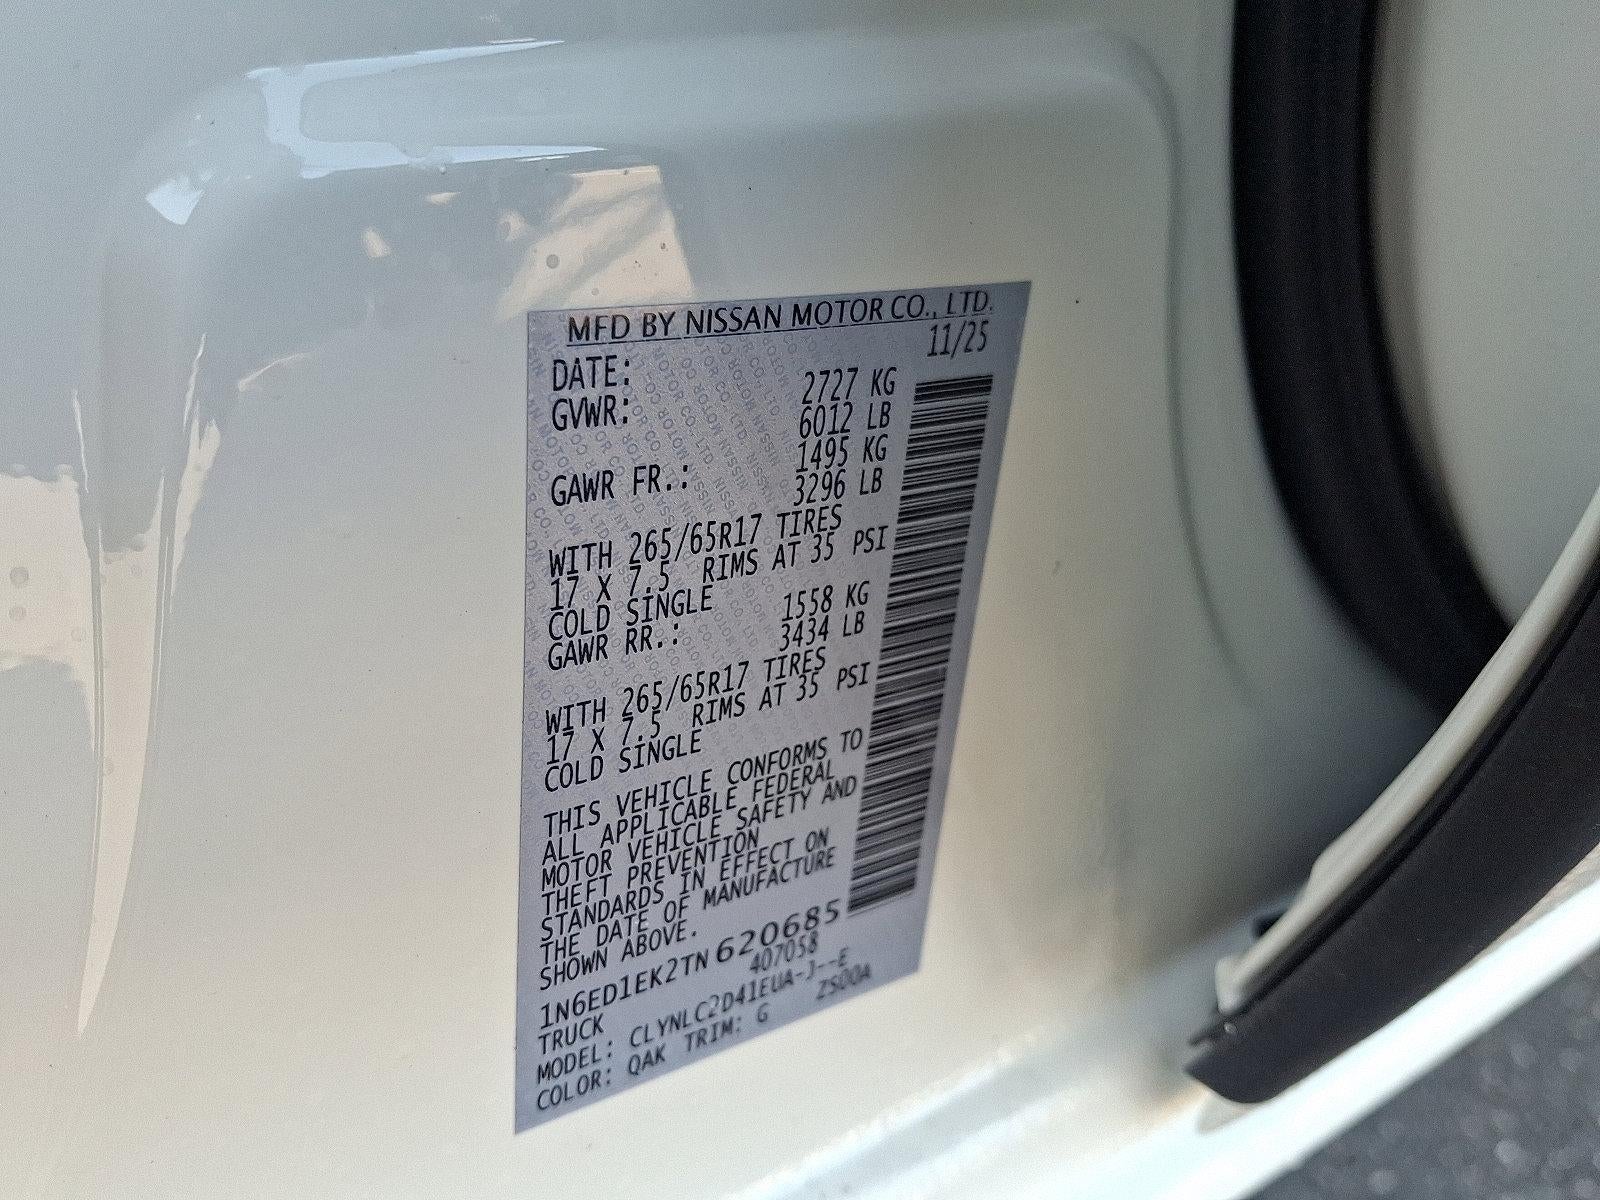 MFD BY NISSAN MOTOR CO., LTD.
DATE: 11/25
GVWR: 2727 KG
6012 LB
GAWR FR.: 1495 KG
3296 LB
WITH 265/65R17 TIRES
17 X 7.5 RIMS AT 35 PSI
COLD SINGLE
GAWR RR.: 1558 KG
3434 LB
WITH 265/65R17 TIRES
17 X 7.5 RIMS AT 35 PSI
COLD SINGLE
THIS VEHICLE CONFORMS TO
ALL APPLICABLE FEDERAL
MOTOR VEHICLE SAFETY AND
THEFT PREVENTION
STANDARDS IN EFFECT ON
THE DATE OF MANUFACTURE
SHOWN ABOVE.
1N6ED1EK2TN620685
TRUCK 407058
MODEL: CLYNLC2D41EUA-J--E
COLOR: QAK TRIM: G ZS00A